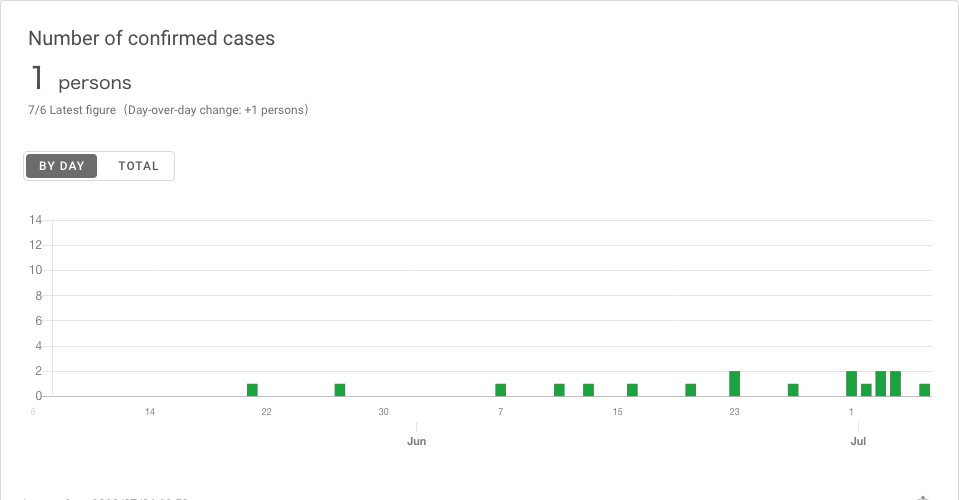 Number of confirmed cases
1 persons
7/6 Latest figure（Day-over-day change: +1 persons）
BY DAY TOTAL
14
12
10
8
6
4
2
0
6 14 22 30 7 15 23 1
Jun Jul